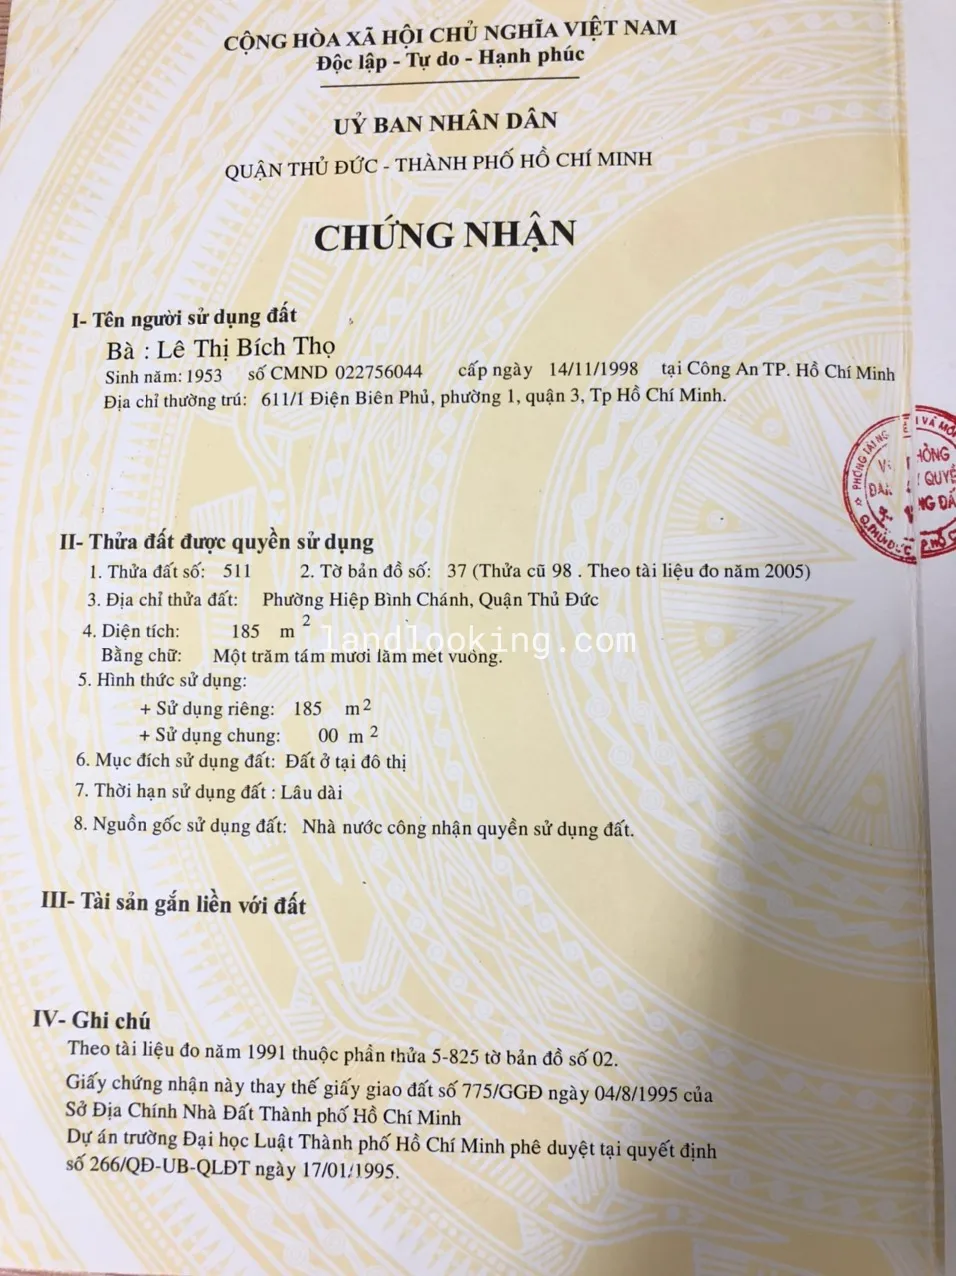 CỘNG HÒA XÃ HỘI CHỦ NGHĨA VIỆT NAM
Độc lập - Tự do - Hạnh phúc
UỶ BAN NHÂN DÂN
QUẬN THỦ ĐỨC - THÀNH PHỐ HỒ CHÍ MINH
CHỨNG NHẬN
I- Tên người sử dụng đất
Bà : Lê Thị Bích Thọ
Sinh năm: 1953 số CMND 022756044 cấp ngày 14/11/1998 tại Công An TP. Hồ Chí Minh
Địa chỉ thường trú: 611/1 Điện Biên Phủ, phường 1, quận 3, Tp Hồ Chí Minh.
II- Thửa đất được quyền sử dụng
1. Thửa đất số: 511 2. Tờ bản đồ số: 37 (Thửa cũ 98 . Theo tài liệu đo năm 2005)
3. Địa chỉ thửa đất: Phường Hiệp Bình Chánh, Quận Thủ Đức
4. Diện tích: 185 m 2
landlooking.com
Bằng chữ: Một trăm tám mươi lăm mét vuông.
5. Hình thức sử dụng:
+ Sử dụng riêng: 185 m 2
+ Sử dụng chung: 00 m 2
6. Mục đích sử dụng đất: Đất ở tại đô thị
7. Thời hạn sử dụng đất : Lâu dài
8. Nguồn gốc sử dụng đất: Nhà nước công nhận quyền sử dụng đất.
III- Tài sản gắn liền với đất
IV- Ghi chú
Theo tài liệu đo năm 1991 thuộc phần thửa 5-825 tờ bản đồ số 02.
Giấy chứng nhận này thay thế giấy giao đất số 775/GGĐ ngày 04/8/1995 của
Sở Địa Chính Nhà Đất Thành phố Hồ Chí Minh
Dự án trường Đại học Luật Thành phố Hồ Chí Minh phê duyệt tại quyết định
số 266/QĐ-UB-QLĐT ngày 17/01/1995.